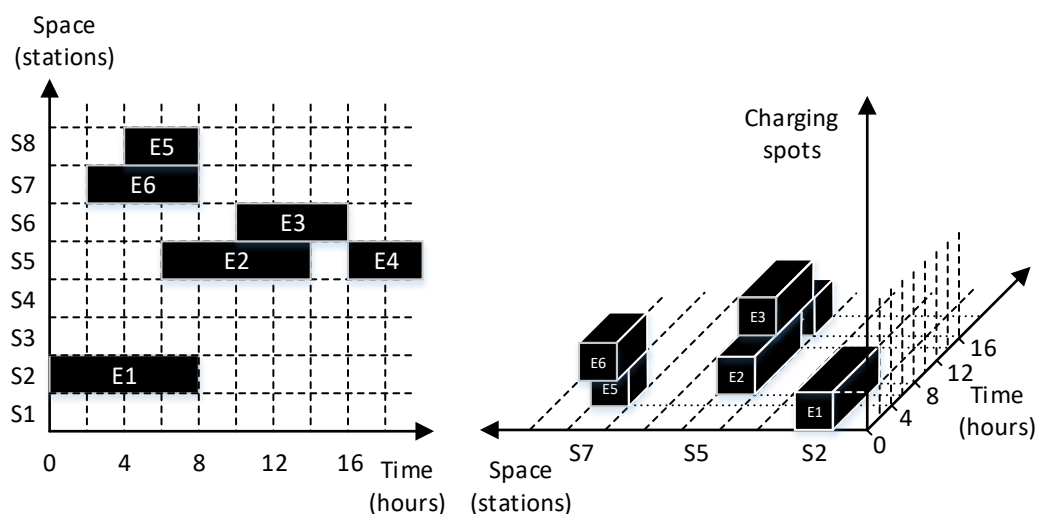 Space
(stations)
S8
S7
S6
S5
S4
S3
S2
S1
E5
E6
E3
E2
E4
E1
0 4 8 12 16
Time
(hours)
Charging
spots
E3
E6
E5
E2
E1
16
12
8
4
0
Time
(hours)
S7 S5 S2
Space
(stations)